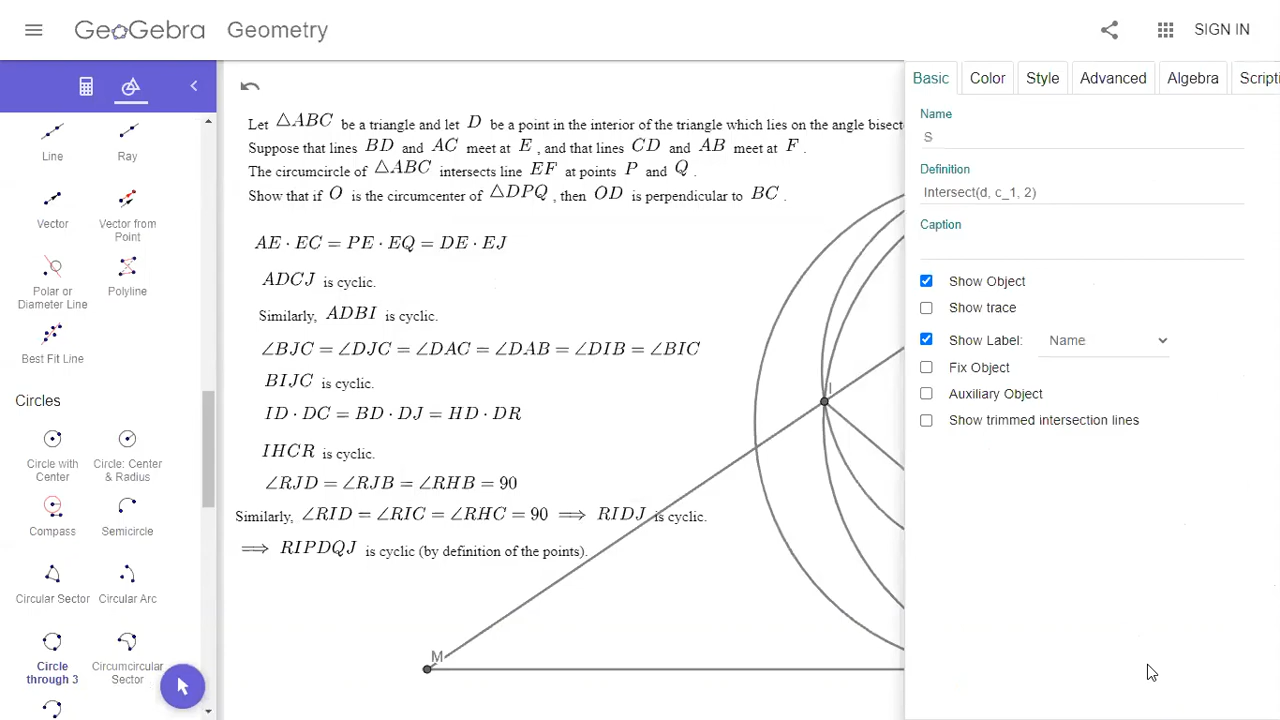 GeoGebra Geometry SIGN IN
Line
Ray
Vector
Vector from
Point
Polar or
Diameter Line
Polyline
Best Fit Line
Circles
Circle with
Center
Circle: Center
& Radius
Compass
Semicircle
Circular Sector
Circular Arc
Circle
through 3
Circumcircular
Sector
Let △ABC be a triangle and let D be a point in the interior of the triangle which lies on the angle bisect
Suppose that lines BD and AC meet at E , and that lines CD and AB meet at F .
The circumcircle of △ABC intersects line EF at points P and Q .
Show that if O is the circumcenter of △DPQ , then OD is perpendicular to BC .
AE · EC = PE · EQ = DE · EJ
ADCJ is cyclic.
Similarly, ADBI is cyclic.
∠BJC = ∠DJC = ∠DAC = ∠DAB = ∠DIB = ∠BIC
BIJC is cyclic.
ID · DC = BD · DJ = HD · DR
IHCR is cyclic.
∠RJD = ∠RJB = ∠RHB = 90
Similarly, ∠RID = ∠RIC = ∠RHC = 90 ⟹ RIDJ is cyclic.
⟹ RIPDQJ is cyclic (by definition of the points).
I
M
Basic Color Style Advanced Algebra Scripti
Name
S
Definition
Intersect(d, c_1, 2)
Caption
Show Object
Show trace
Show Label: Name
Fix Object
Auxiliary Object
Show trimmed intersection lines